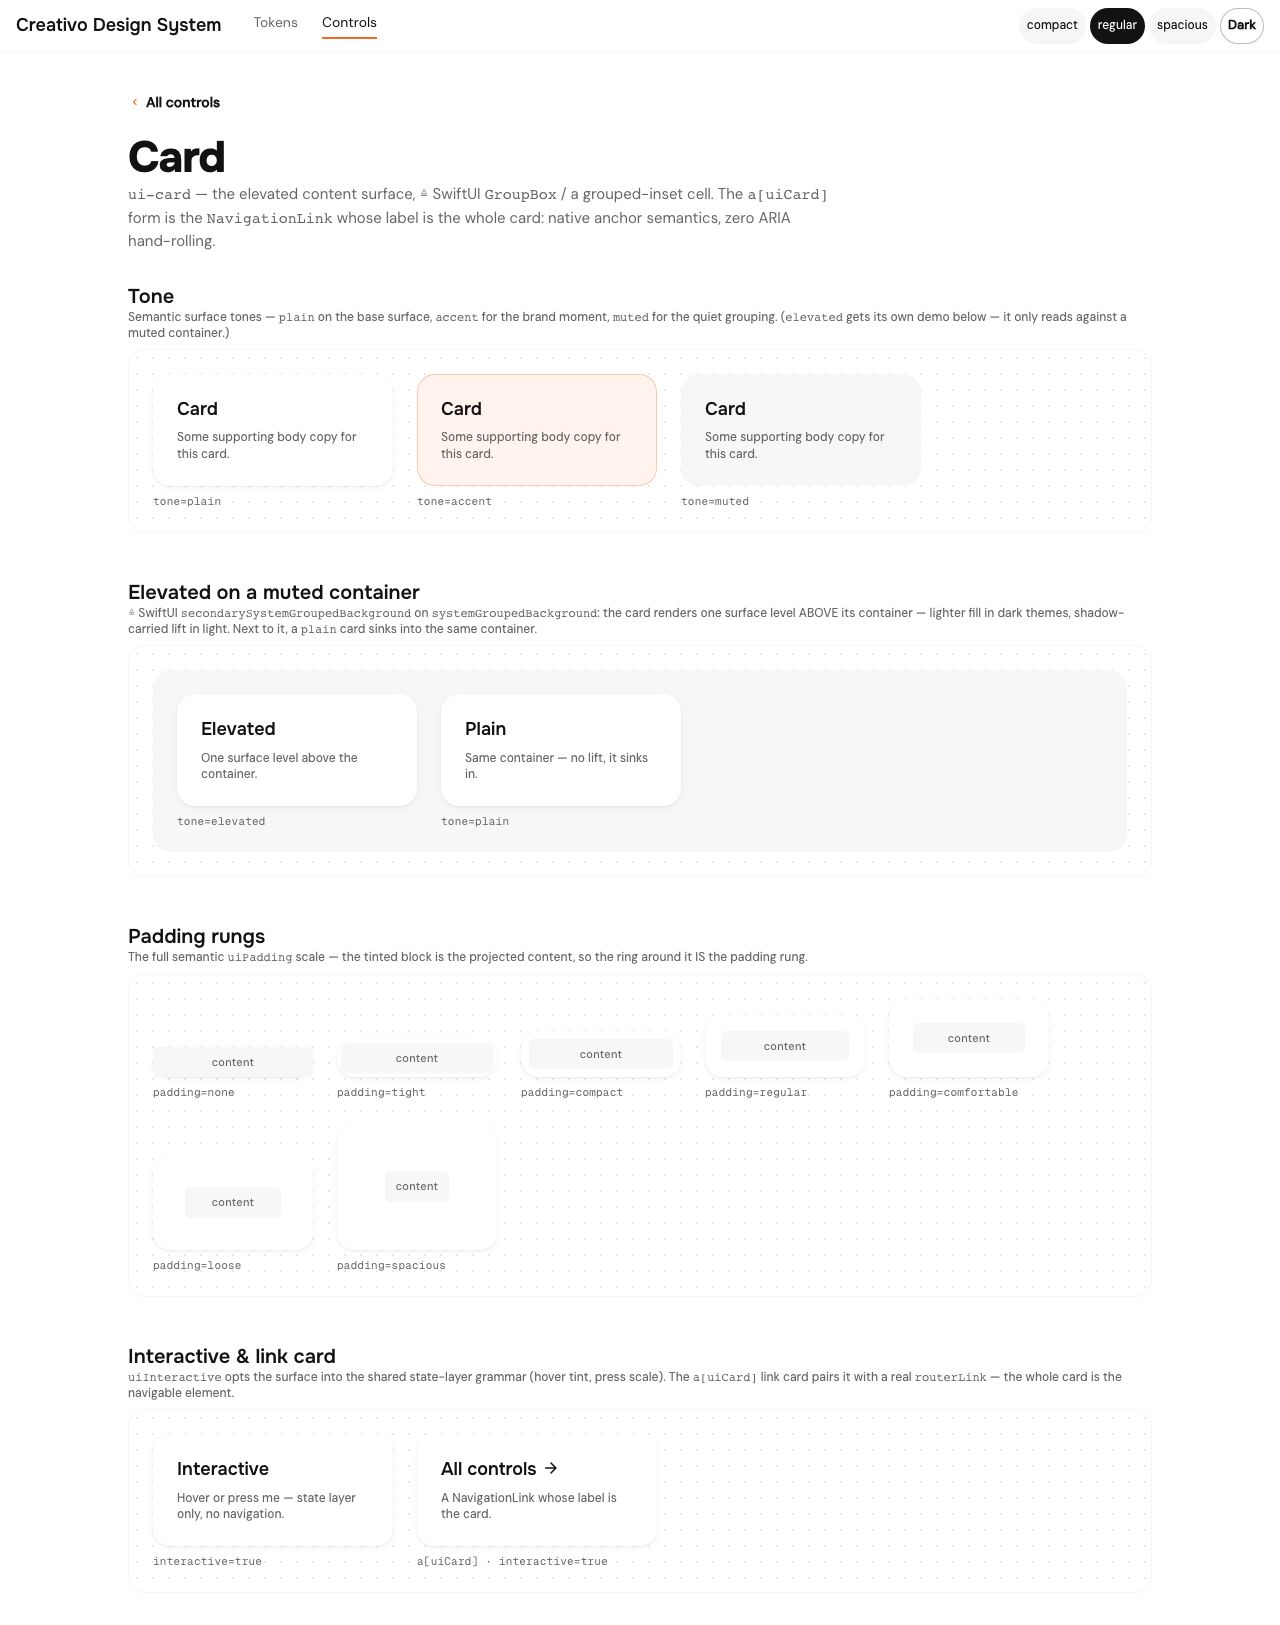 Creativo Design System
Tokens
Controls
compact
regular
spacious
Dark
‹ All controls
Card
ui-card — the elevated content surface, ≙ SwiftUI GroupBox / a grouped-inset cell. The a[uiCard]
form is the NavigationLink whose label is the whole card: native anchor semantics, zero ARIA
hand-rolling.
Tone
Semantic surface tones — plain on the base surface, accent for the brand moment, muted for the quiet grouping. (elevated gets its own demo below — it only reads against a
muted container.)
Card
Some supporting body copy for
this card.
tone=plain
Card
Some supporting body copy for
this card.
tone=accent
Card
Some supporting body copy for
this card.
tone=muted
Elevated on a muted container
≙ SwiftUI secondarySystemGroupedBackground on systemGroupedBackground: the card renders one surface level ABOVE its container — lighter fill in dark themes, shadow-
carried lift in light. Next to it, a plain card sinks into the same container.
Elevated
One surface level above the
container.
tone=elevated
Plain
Same container — no lift, it sinks
in.
tone=plain
Padding rungs
The full semantic uiPadding scale — the tinted block is the projected content, so the ring around it IS the padding rung.
content
padding=none
content
padding=tight
content
padding=compact
content
padding=regular
content
padding=comfortable
content
padding=loose
content
padding=spacious
Interactive & link card
uiInteractive opts the surface into the shared state-layer grammar (hover tint, press scale). The a[uiCard] link card pairs it with a real routerLink — the whole card is the
navigable element.
Interactive
Hover or press me — state layer
only, no navigation.
interactive=true
All controls →
A NavigationLink whose label is
the card.
a[uiCard] · interactive=true